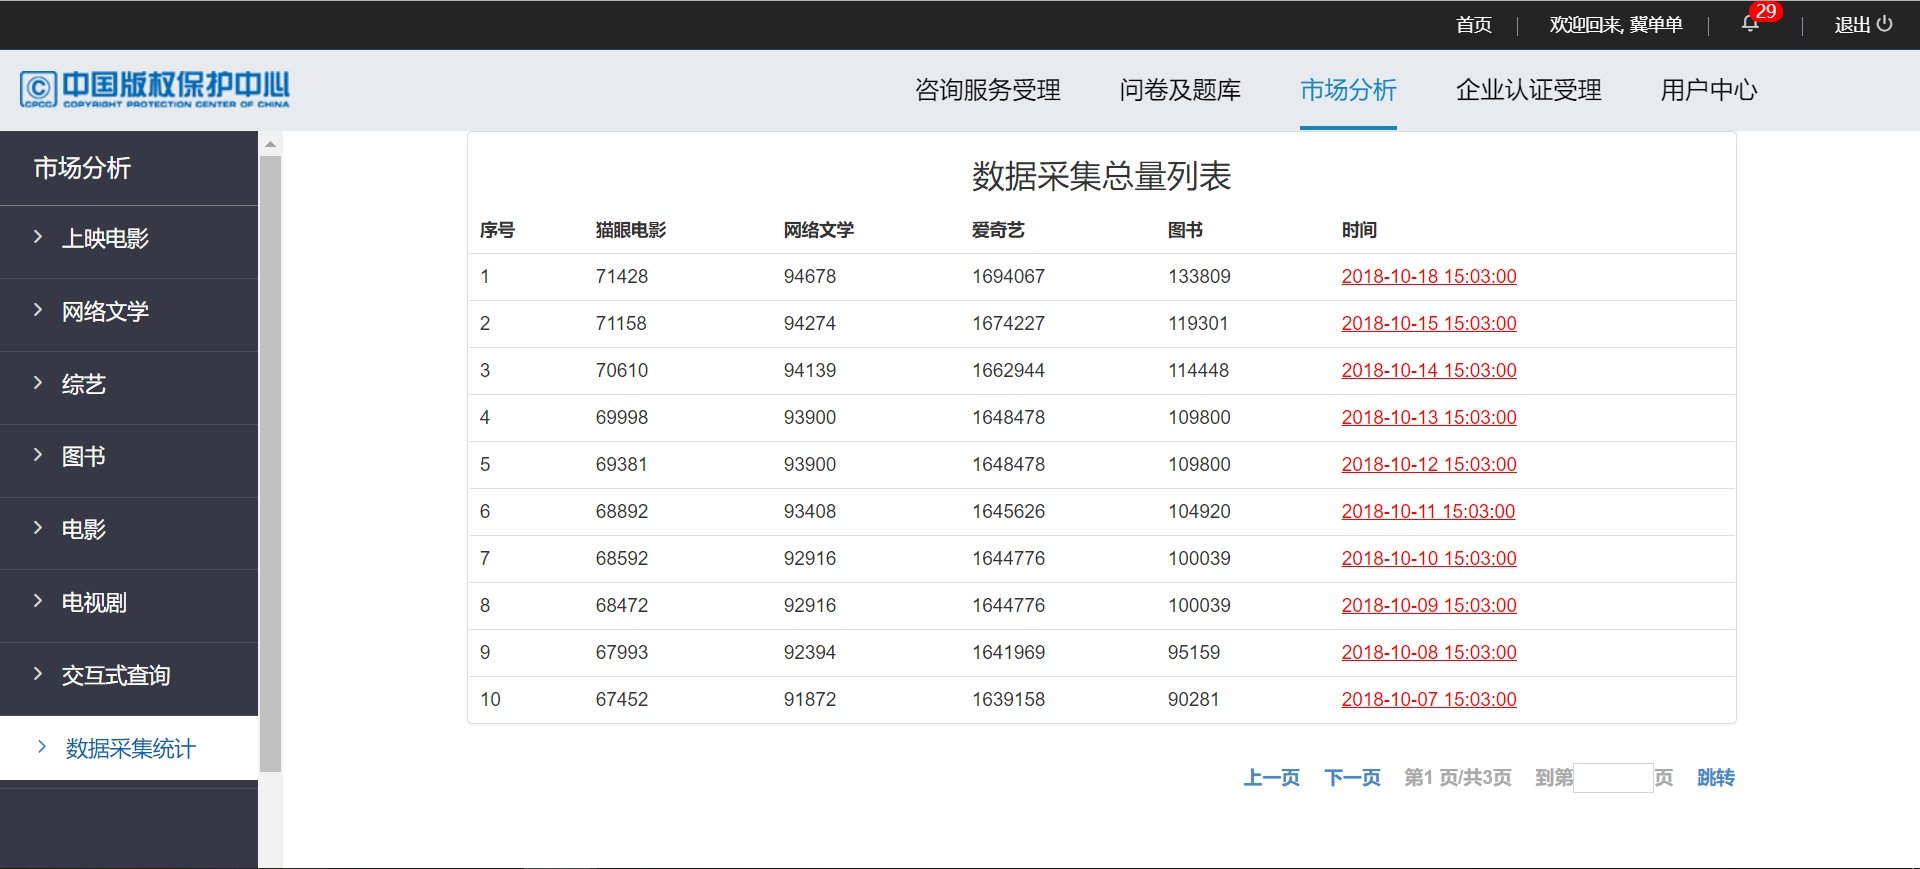 首页 欢迎回来, 冀单单 29 退出
中国版权保护中心
CPCC COPYRIGHT PROTECTION CENTER OF CHINA
咨询服务受理 问卷及题库 市场分析 企业认证受理 用户中心
市场分析
上映电影
网络文学
综艺
图书
电影
电视剧
交互式查询
数据采集统计
数据采集总量列表
序号 猫眼电影 网络文学 爱奇艺 图书 时间
1 71428 94678 1694067 133809 2018-10-18 15:03:00
2 71158 94274 1674227 119301 2018-10-15 15:03:00
3 70610 94139 1662944 114448 2018-10-14 15:03:00
4 69998 93900 1648478 109800 2018-10-13 15:03:00
5 69381 93900 1648478 109800 2018-10-12 15:03:00
6 68892 93408 1645626 104920 2018-10-11 15:03:00
7 68592 92916 1644776 100039 2018-10-10 15:03:00
8 68472 92916 1644776 100039 2018-10-09 15:03:00
9 67993 92394 1641969 95159 2018-10-08 15:03:00
10 67452 91872 1639158 90281 2018-10-07 15:03:00
上一页 下一页 第1 页/共3页 到第 页 跳转